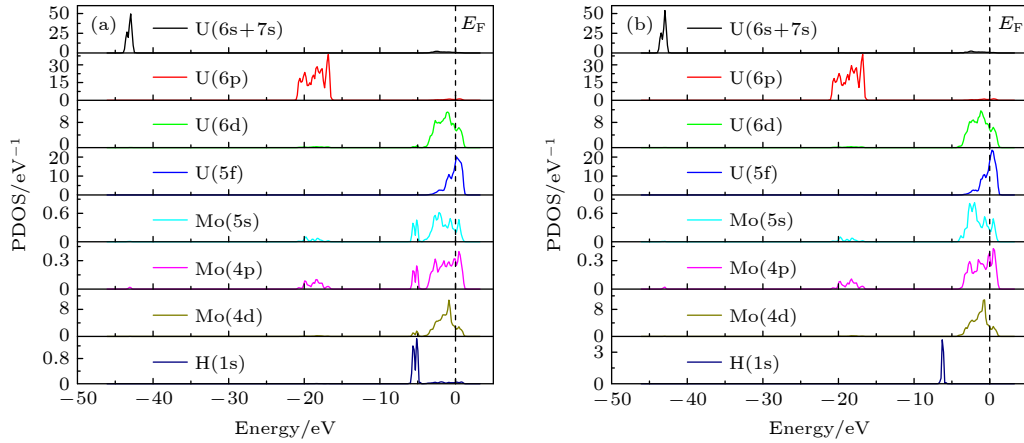 (a)
E_F
50
25
0
U(6s+7s)
30
15
0
U(6p)
8
0
U(6d)
20
10
0
U(5f)
0.6
0
Mo(5s)
0.3
0
Mo(4p)
8
0
Mo(4d)
0.8
0
H(1s)
PDOS/eV⁻¹
−50 −40 −30 −20 −10 0
Energy/eV
(b)
E_F
50
25
0
U(6s+7s)
30
15
0
U(6p)
8
0
U(6d)
20
10
0
U(5f)
0.6
0
Mo(5s)
0.3
0
Mo(4p)
8
0
Mo(4d)
3
0
H(1s)
PDOS/eV⁻¹
−50 −40 −30 −20 −10 0
Energy/eV